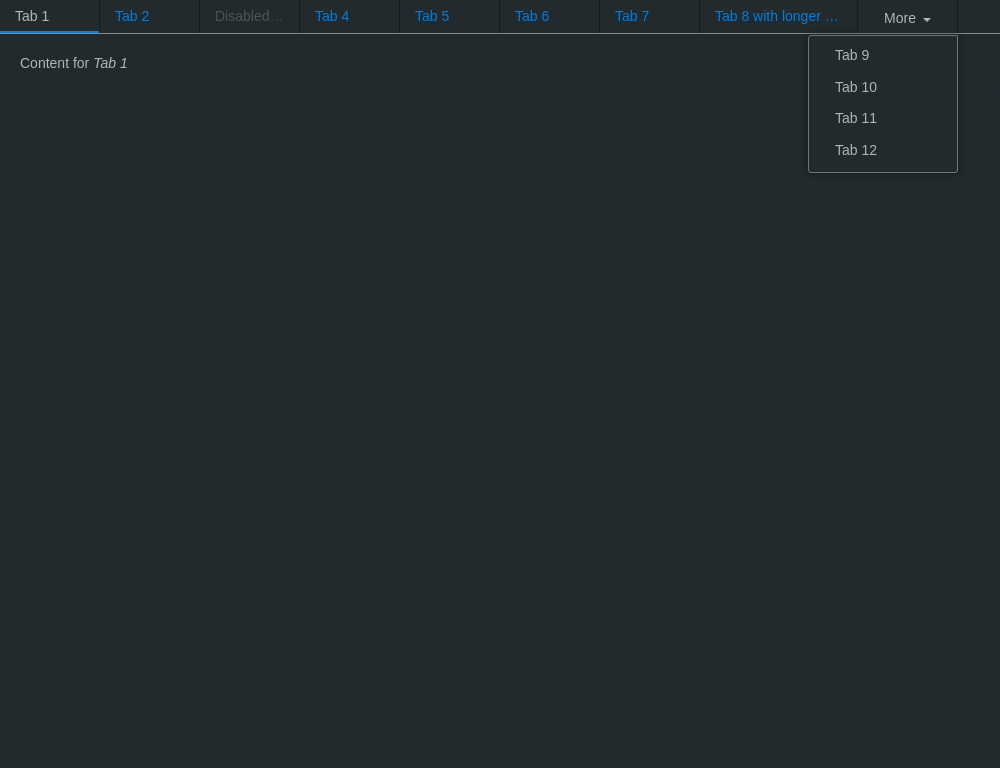 Tab 1 Tab 2 Disabled… Tab 4 Tab 5 Tab 6 Tab 7 Tab 8 with longer … More
Content for Tab 1
Tab 9
Tab 10
Tab 11
Tab 12